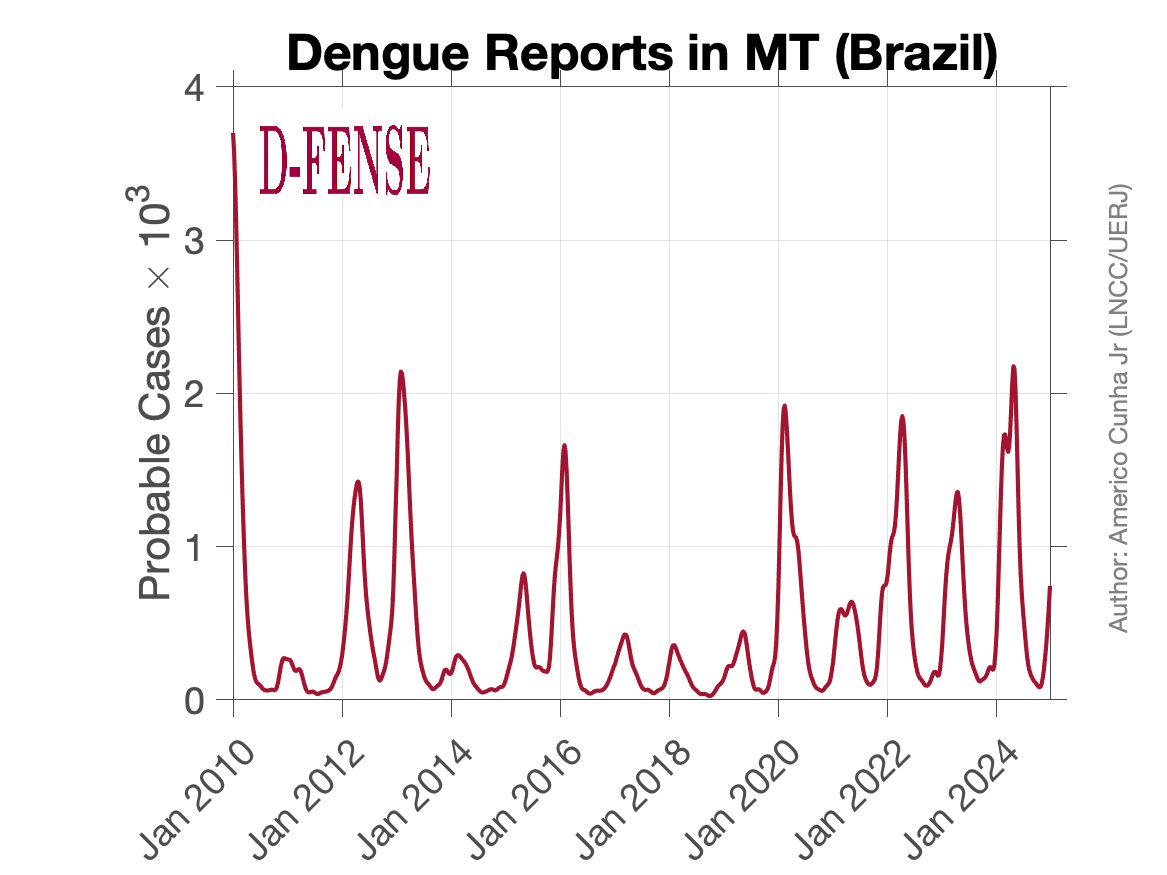 Dengue Reports in MT (Brazil)
D-FENSE
Probable Cases × 10³
4
3
2
1
0
Jan 2010
Jan 2012
Jan 2014
Jan 2016
Jan 2018
Jan 2020
Jan 2022
Jan 2024
Author: Americo Cunha Jr (LNCC/UERJ)